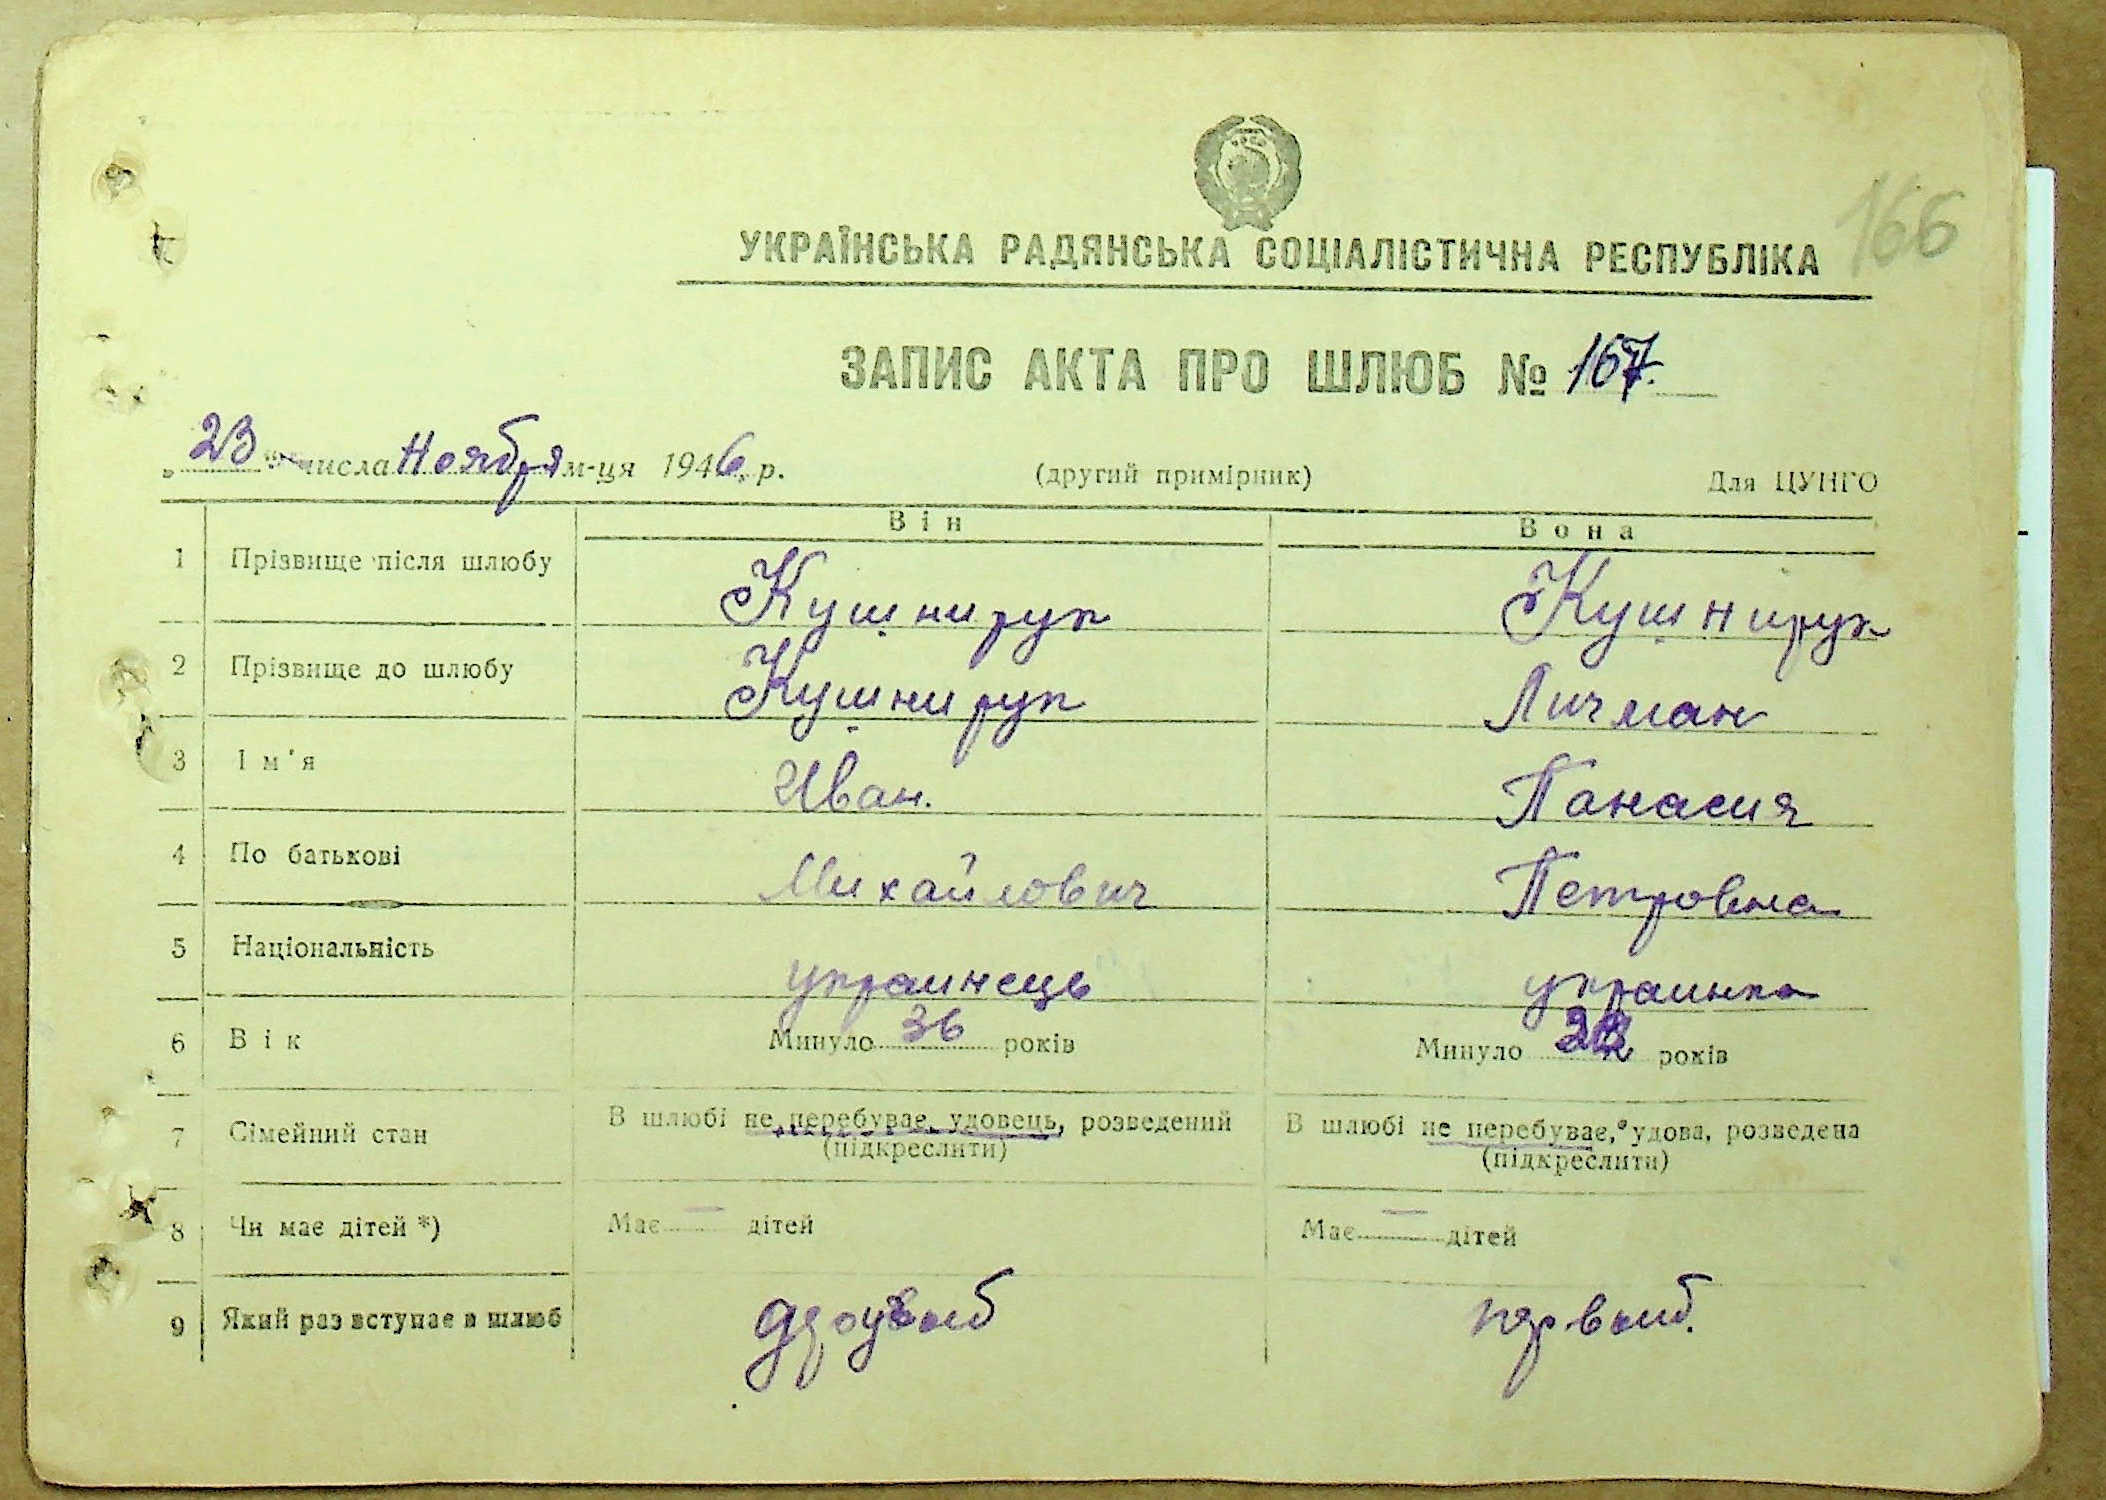 166
УКРАЇНСЬКА РАДЯНСЬКА СОЦІАЛІСТИЧНА РЕСПУБЛІКА
ЗАПИС АКТА ПРО ШЛЮБ № 167.
„ 23 " числа Ноября м-ця 1946 р. (другий примірник) Для ЦУНГО
Він Вона
1 Прізвище після шлюбу Кушнирук Кушнирук
2 Прізвище до шлюбу Кушнирук Личман
3 Ім'я Иван. Панасия
4 По батькові Михайлович Петровна
5 Національність украинець украинка
6 Вік Минуло 36 років Минуло років
7 Сімейний стан В шлюбі не перебуває, удовець, розведений В шлюбі не перебуває, удова, розведена
(підкреслити) (підкреслити)
8 Чи має дітей *) Має — дітей Має — дітей
9 Який раз вступає в шлюб